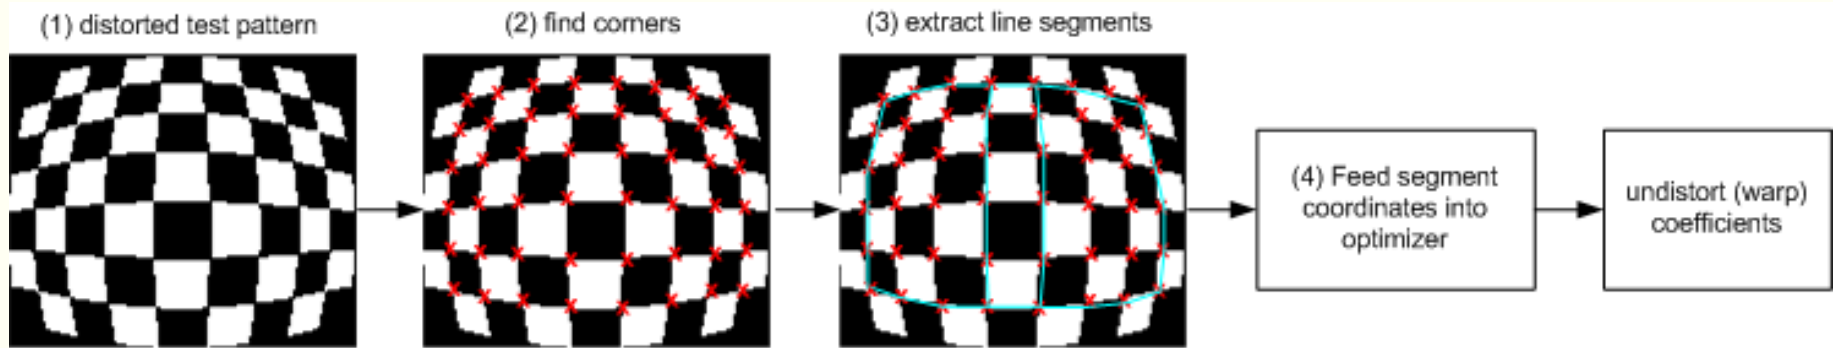 (1) distorted test pattern
(2) find corners
(3) extract line segments
(4) Feed segment
coordinates into
optimizer
undistort (warp)
coefficients